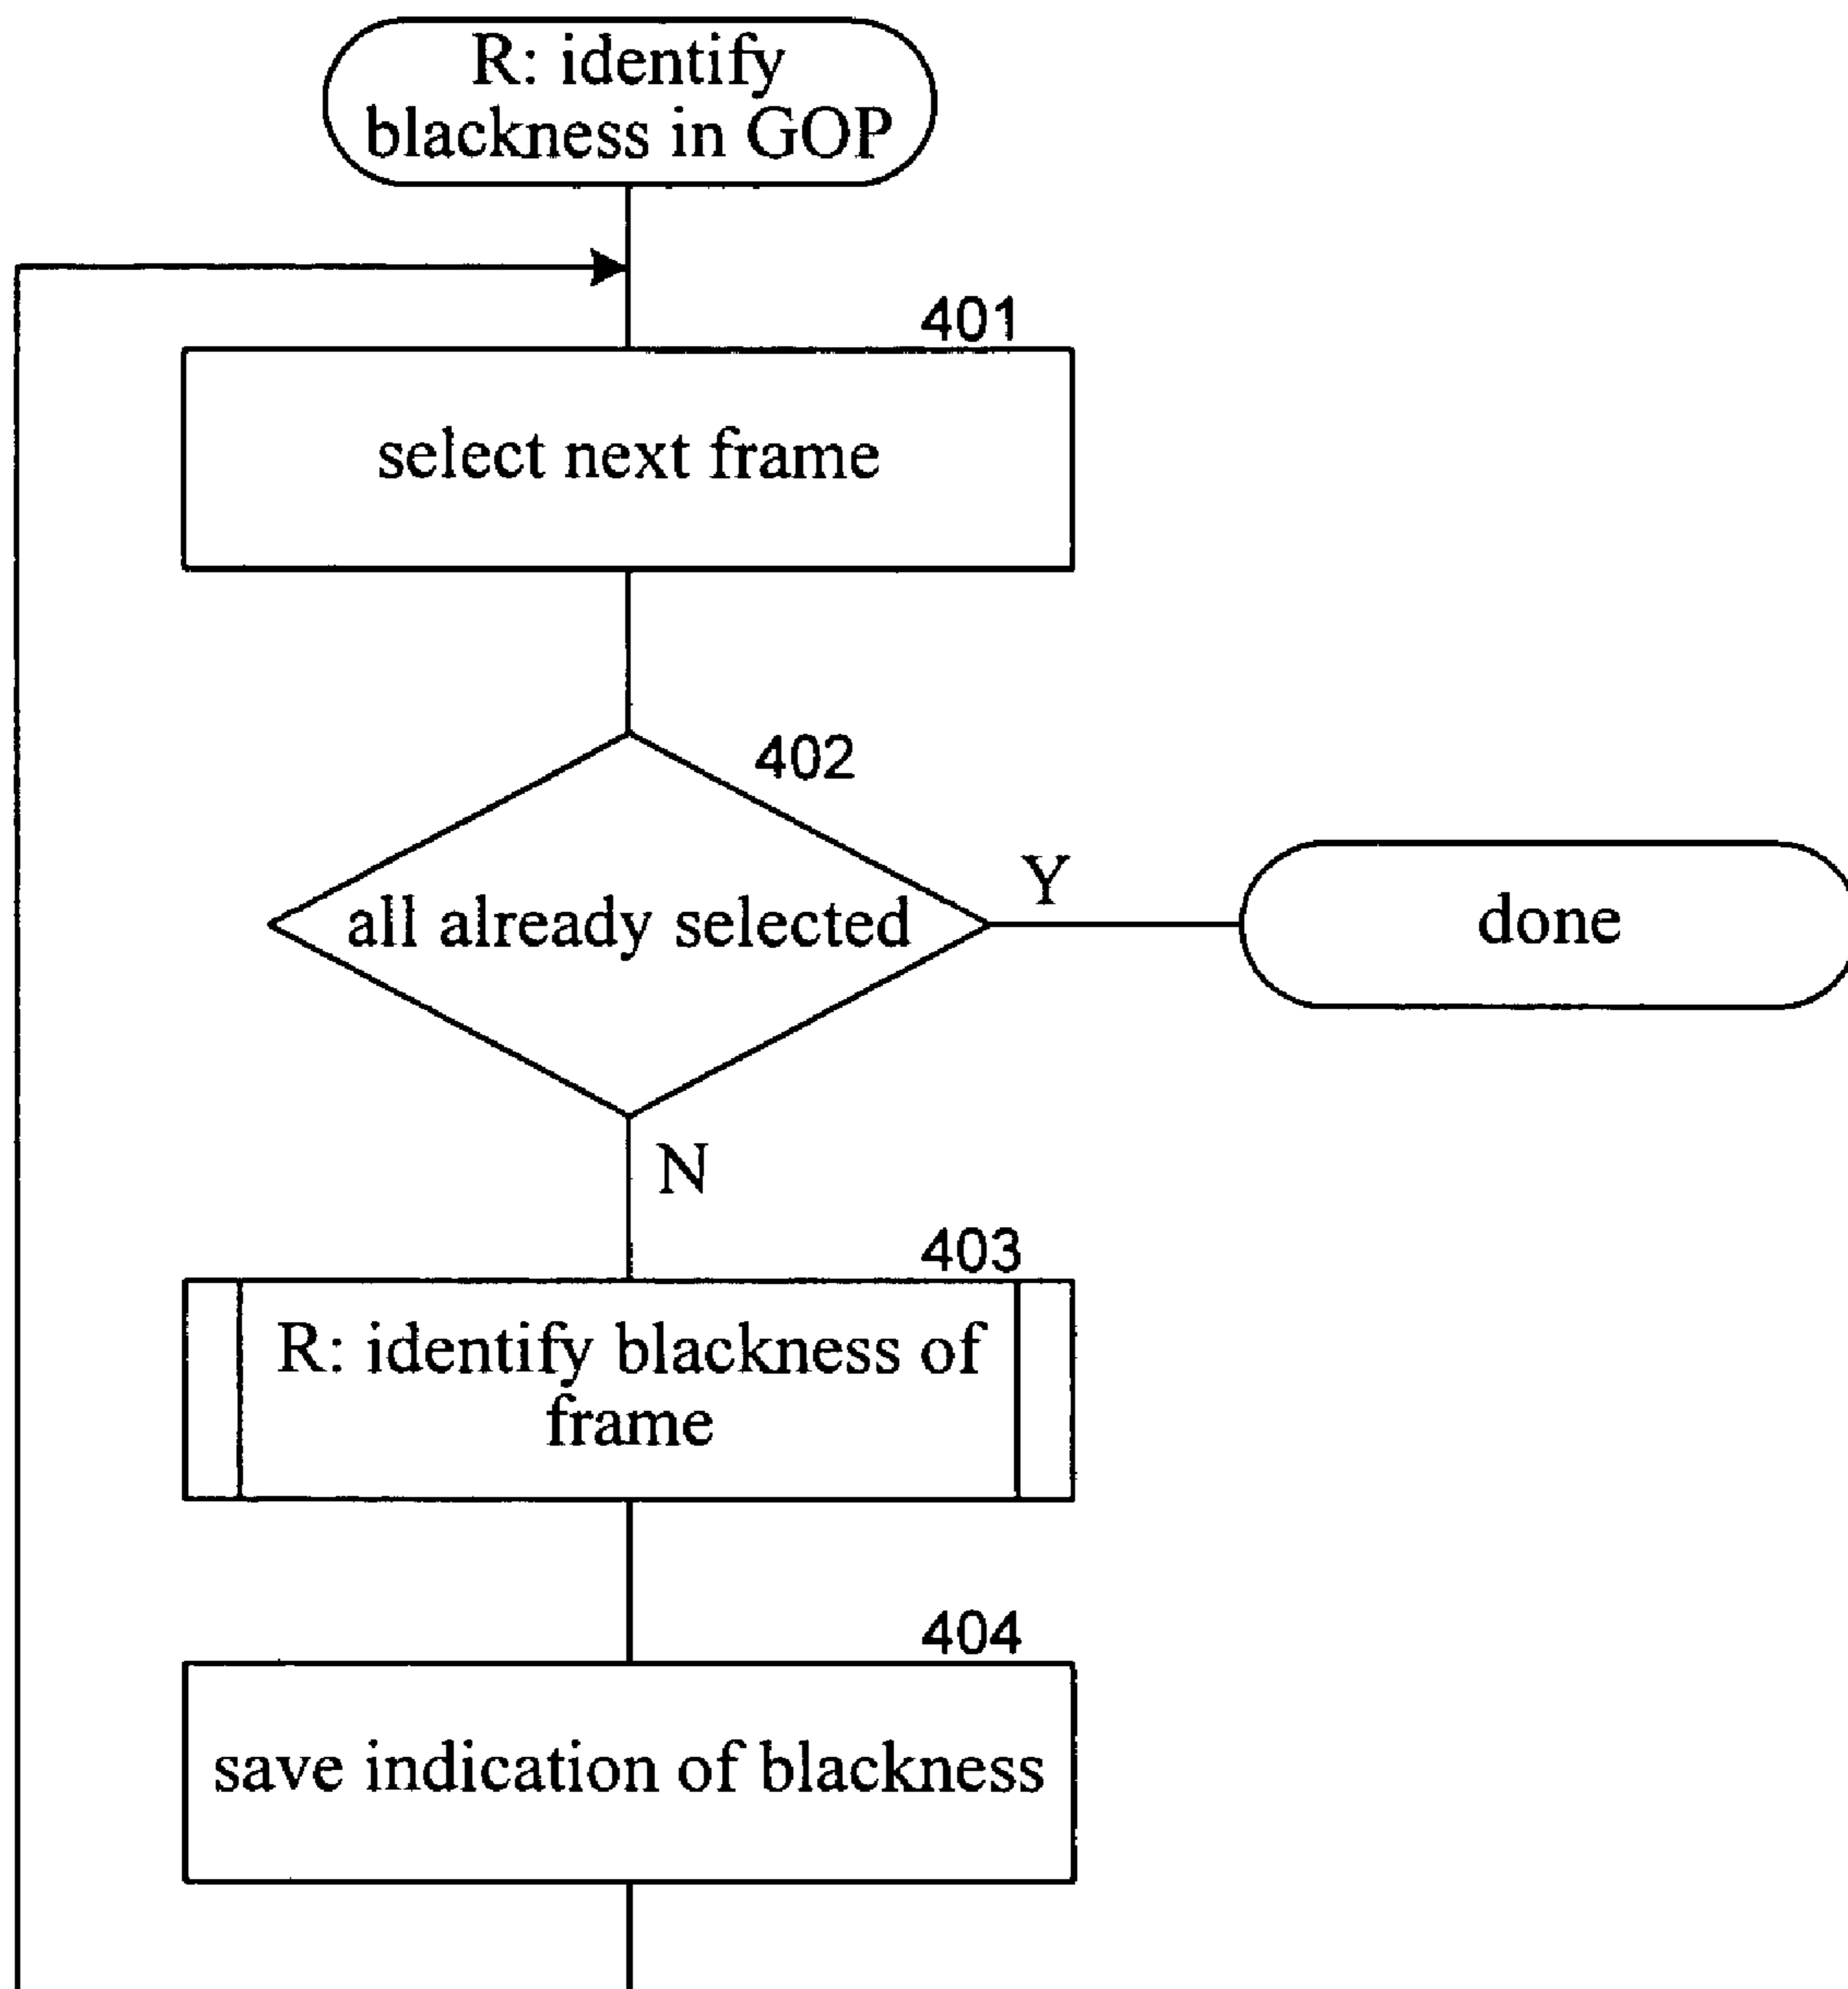 R: identify
blackness in GOP
401
select next frame
402
all already selected
Y
done
N
403
R: identify blackness of
frame
404
save indication of blackness